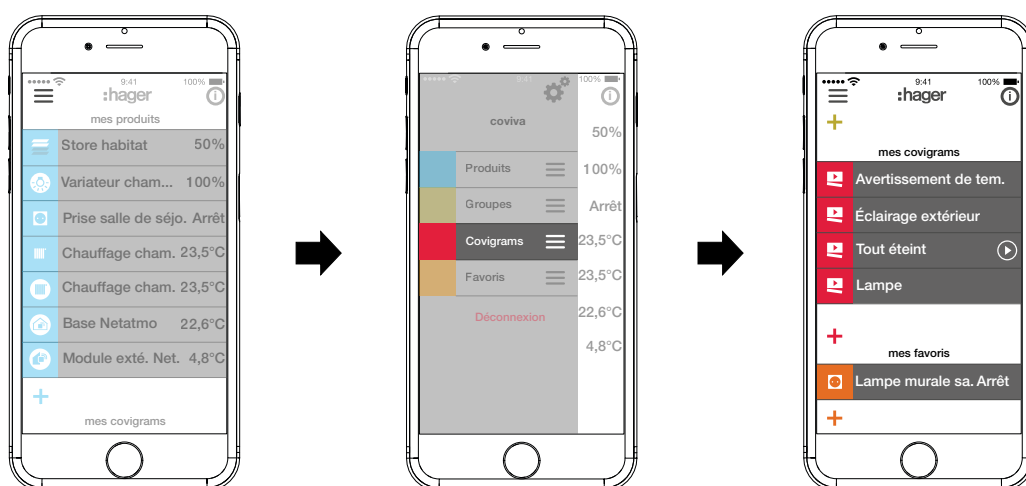 9:41 100%
:hager
mes produits
Store habitat 50%
Variateur cham... 100%
Prise salle de séjo. Arrêt
Chauffage cham. 23,5°C
Chauffage cham. 23,5°C
Base Netatmo 22,6°C
Module exté. Net. 4,8°C
+
mes covigrams
9:41 100%
coviva
50%
Produits 100%
Groupes Arrêt
Covigrams 23,5°C
Favoris 23,5°C
Déconnexion 22,6°C
4,8°C
9:41 100%
:hager
+
mes covigrams
Avertissement de tem.
Éclairage extérieur
Tout éteint
Lampe
+
mes favoris
Lampe murale sa. Arrêt
+